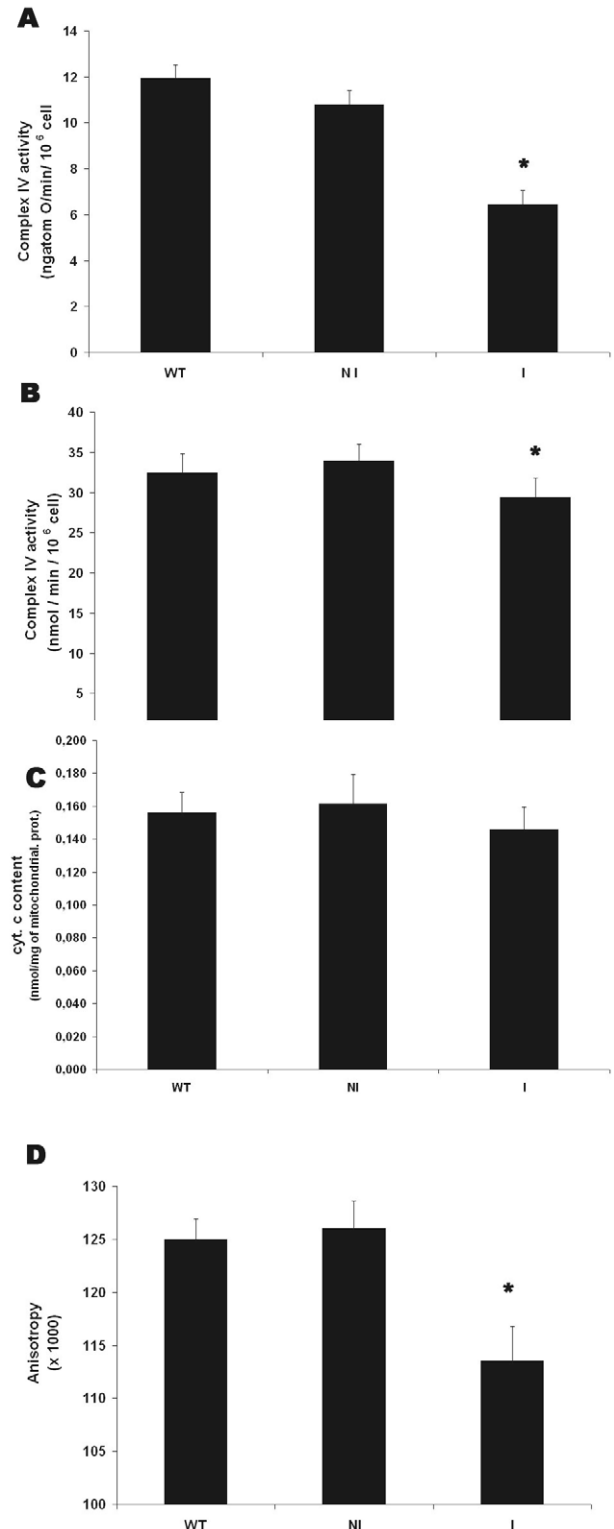 A
Complex IV activity
(ngatom O/min/ 10 6 cell
14
12
10
8
6
4
2
0
*
WT
N I
I
B
Complex IV activity
(nmol / min / 10 6 cell)
40
35
30
25
20
15
10
5
*
C
cyt. c content
(nmol/mg of mitochondrial. prot.)
0,200
0,180
0,160
0,140
0,120
0,100
0,080
0,060
0,040
0,020
0,000
WT
NI
I
D
Anisotropy
(x 1000)
130
125
120
115
110
105
100
*
WT
NI
I